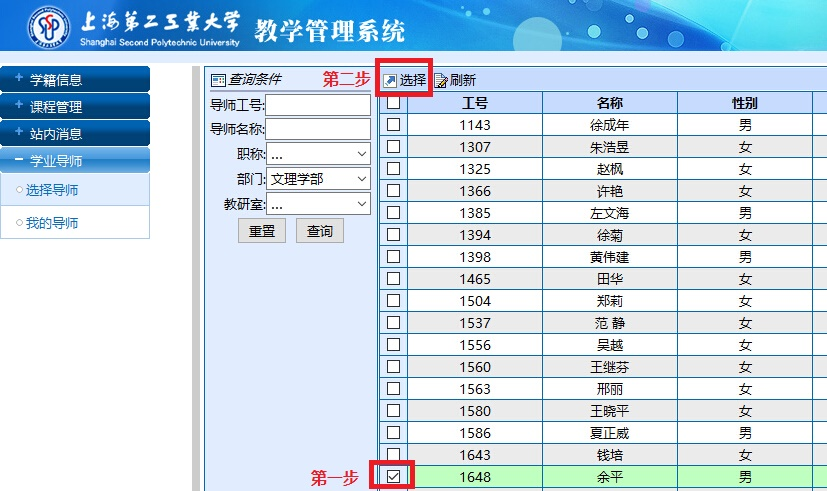 上海第二工业大学
Shanghai Second Polytechnic University
教学管理系统
学籍信息
课程管理
站内消息
学业导师
选择导师
我的导师
查询条件
导师工号:
导师名称:
职称: ...
部门: 文理学部
教研室: ...
重置 查询
第二步 选择 刷新
工号 名称 性别
1143 徐成年 男
1307 朱浩昱 女
1325 赵枫 女
1366 许艳 女
1385 左文海 男
1394 徐菊 女
1398 黄伟建 男
1465 田华 女
1504 郑莉 女
1537 范 静 女
1556 吴越 女
1560 王继芬 女
1563 邢丽 女
1580 王晓平 女
1586 夏正威 男
1643 钱培 女
第一步 1648 余平 男